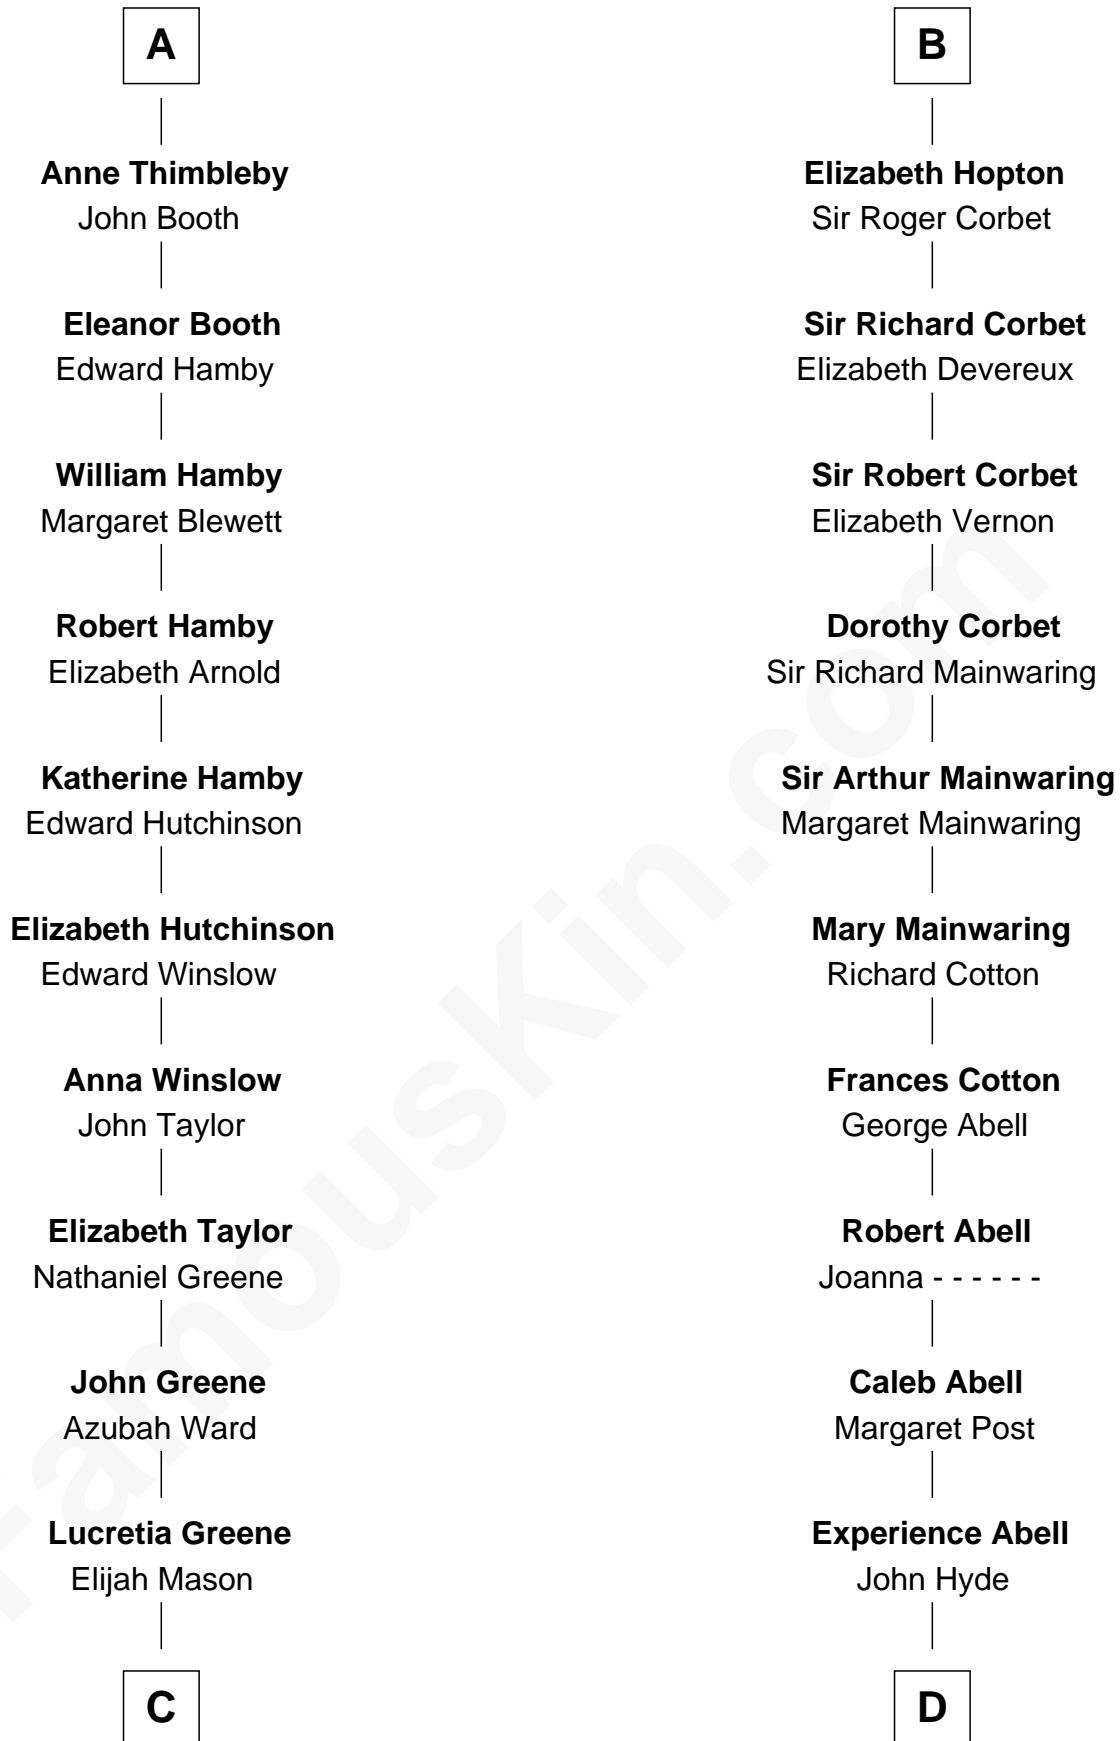 A
Anne Thimbleby
John Booth
Eleanor Booth
Edward Hamby
William Hamby
Margaret Blewett
Robert Hamby
Elizabeth Arnold
Katherine Hamby
Edward Hutchinson
Elizabeth Hutchinson
Edward Winslow
Anna Winslow
John Taylor
Elizabeth Taylor
Nathaniel Greene
John Greene
Azubah Ward
Lucretia Greene
Elijah Mason
C
B
Elizabeth Hopton
Sir Roger Corbet
Sir Richard Corbet
Elizabeth Devereux
Sir Robert Corbet
Elizabeth Vernon
Dorothy Corbet
Sir Richard Mainwaring
Sir Arthur Mainwaring
Margaret Mainwaring
Mary Mainwaring
Richard Cotton
Frances Cotton
George Abell
Robert Abell
Joanna - - - - - -
Caleb Abell
Margaret Post
Experience Abell
John Hyde
D
FamousKin.com